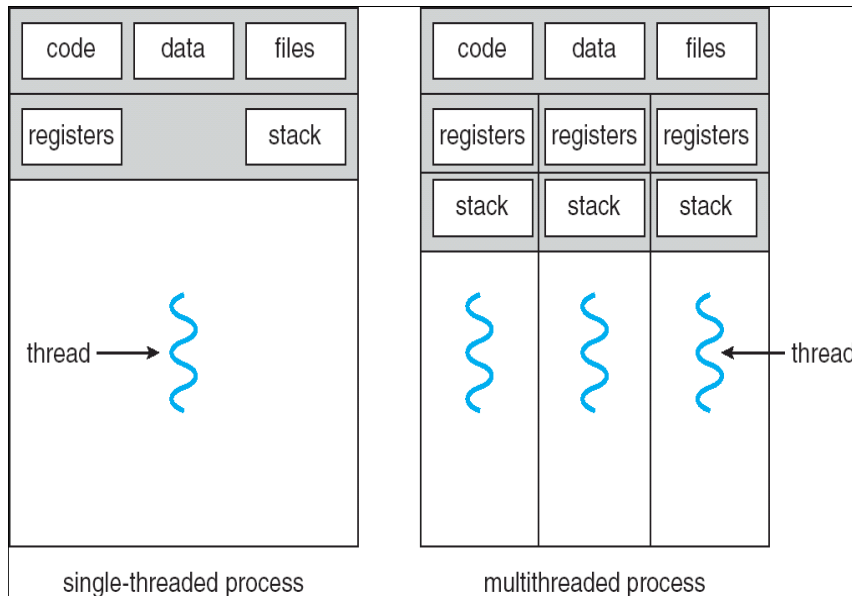 code data files code data files
registers stack registers registers registers
stack stack stack
thread thread
single-threaded process multithreaded process